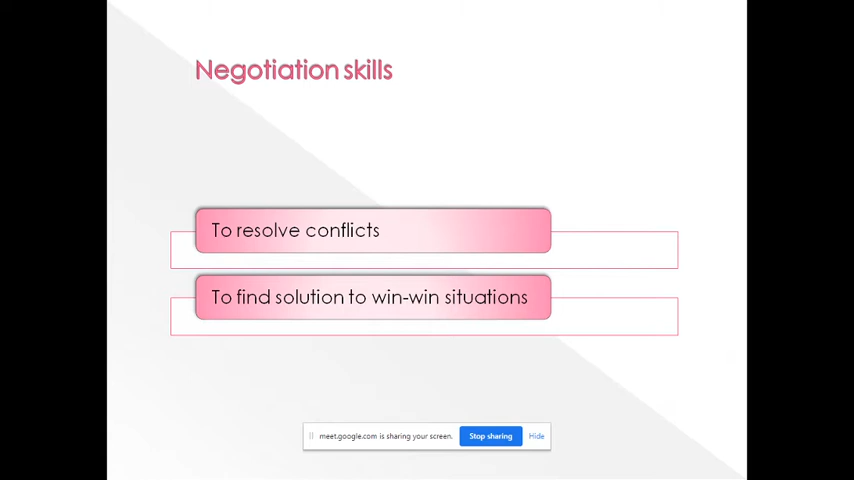 Negotiation skills
To resolve conflicts
To find solution to win-win situations
meet.google.com is sharing your screen. Stop sharing Hide